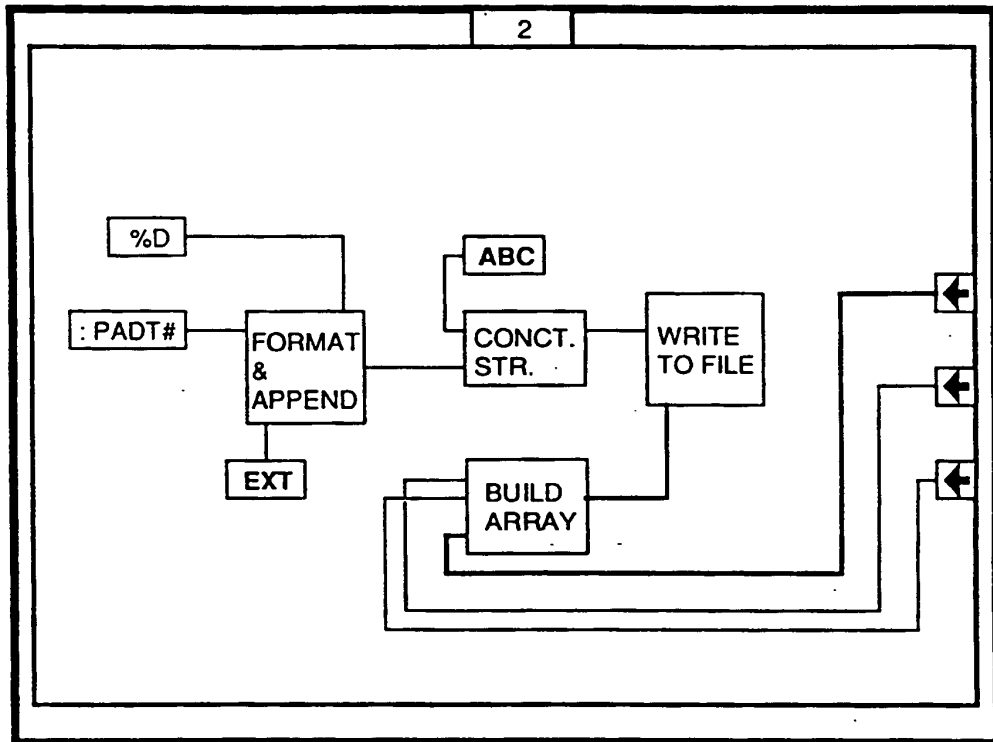 2
%D
ABC
: PADT#
FORMAT
&
APPEND
CONCT.
STR.
WRITE
TO FILE
EXT
BUILD
ARRAY